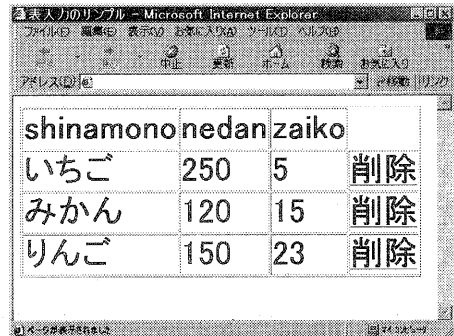 表入力のサンプル - Microsoft Internet Explorer
ファイル(F) 編集(E) 表示(V) お気に入り(A) ツール(T) ヘルプ(H)
中止 更新 ホーム 検索 お気に入り
アドレス(D) 移動 リンク
shinamono nedan zaiko
いちご 250 5 削除
みかん 120 15 削除
りんご 150 23 削除
ページが表示されました マイ コンピュータ